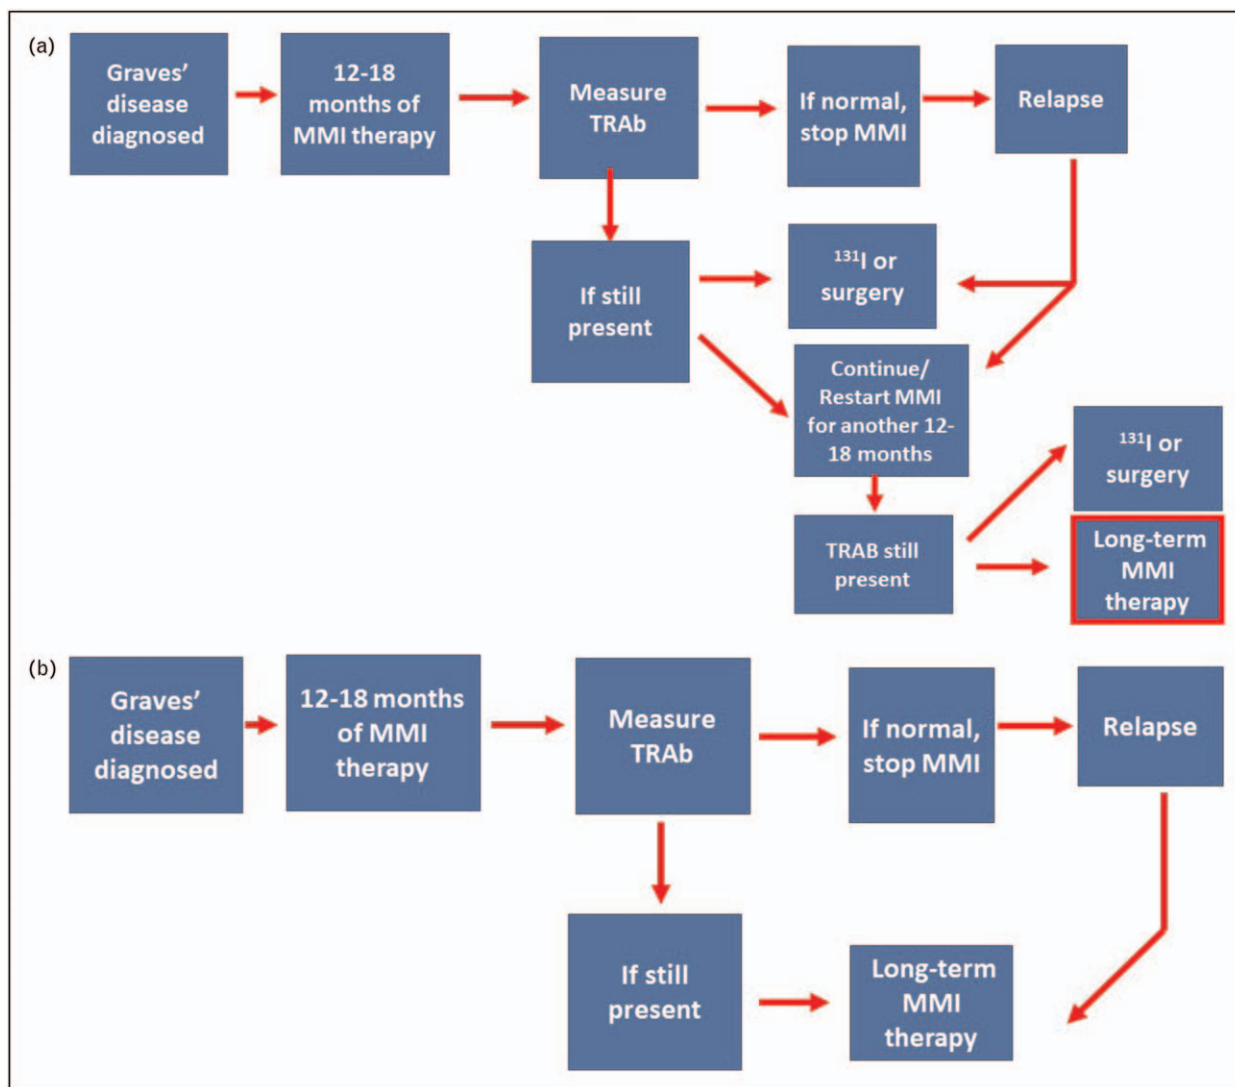 (a)
Graves’
disease
diagnosed
12-18
months of
MMI therapy
Measure
TRAb
If normal,
stop MMI
Relapse
If still
present
¹³¹I or
surgery
Continue/
Restart MMI
for another 12-
18 months
TRAB still
present
¹³¹I or
surgery
Long-term
MMI
therapy
(b)
Graves’
disease
diagnosed
12-18 months
of MMI
therapy
Measure
TRAb
If normal,
stop MMI
Relapse
If still
present
Long-term
MMI
therapy